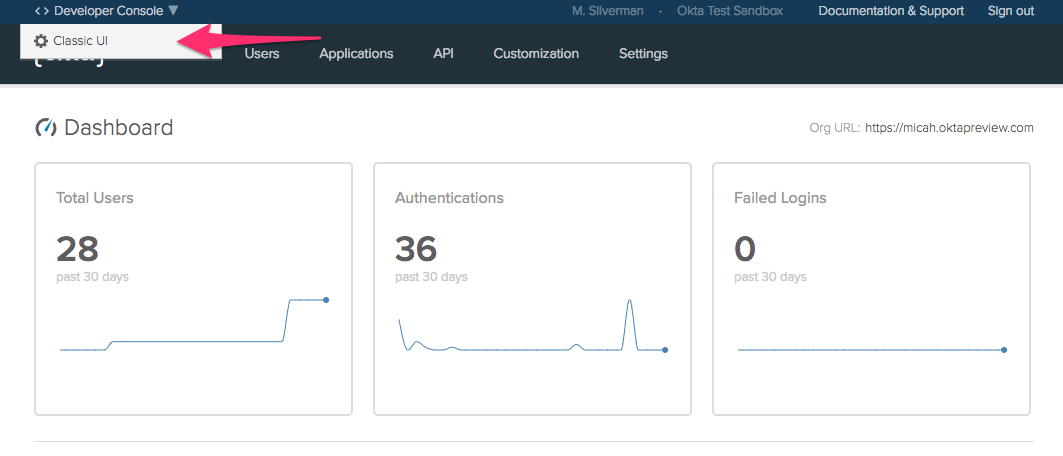 <> Developer Console ▼ M. Silverman · Okta Test Sandbox Documentation & Support Sign out
Classic UI
Users Applications API Customization Settings
Dashboard
Org URL: https://micah.oktapreview.com
Total Users
28
past 30 days
Authentications
36
past 30 days
Failed Logins
0
past 30 days